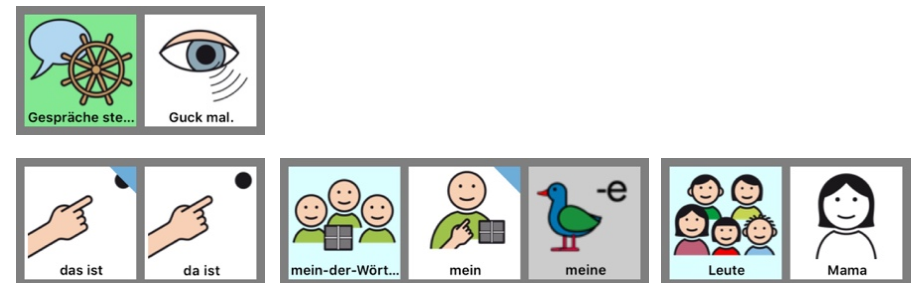 Gespräche ste... Guck mal.
-e
das ist da ist mein-der-Wört... mein meine Leute Mama